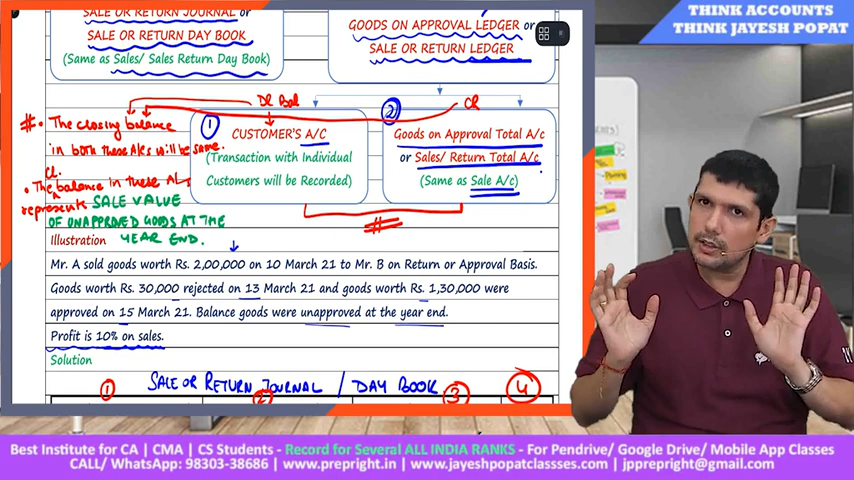 THINK ACCOUNTS
THINK JAYESH POPAT
SALE OR RETURN JOURNAL or
SALE OR RETURN DAY BOOK
(Same as Sales/ Sales Return Day Book)
GOODS ON APPROVAL LEDGER or
SALE OR RETURN LEDGER
DR Bal
CR
#. The closing balance
in both these A/cs will be same.
• The balance in these A/cs
represents SALE VALUE
OF UNAPPROVED GOODS AT THE
YEAR END.
1
CUSTOMER'S A/C
(Transaction with Individual
Customers will be Recorded)
2
Goods on Approval Total A/c
or Sales/ Return Total A/c
(Same as Sale A/c)
#
Illustration
Mr. A sold goods worth Rs. 2,00,000 on 10 March 21 to Mr. B on Return or Approval Basis.
Goods worth Rs. 30,000 rejected on 13 March 21 and goods worth Rs. 1,30,000 were
approved on 15 March 21. Balance goods were unapproved at the year end.
Profit is 10% on sales.
Solution
SALE OR RETURN JOURNAL / DAY BOOK
1 2 3 4
Best Institute for CA | CMA | CS Students - Record for Several ALL INDIA RANKS - For Pendrive/ Google Drive/ Mobile App Classes
CALL/ WhatsApp: 98303-38686 | www.prepright.in | www.jayeshpopatclassses.com | jpprepright@gmail.com